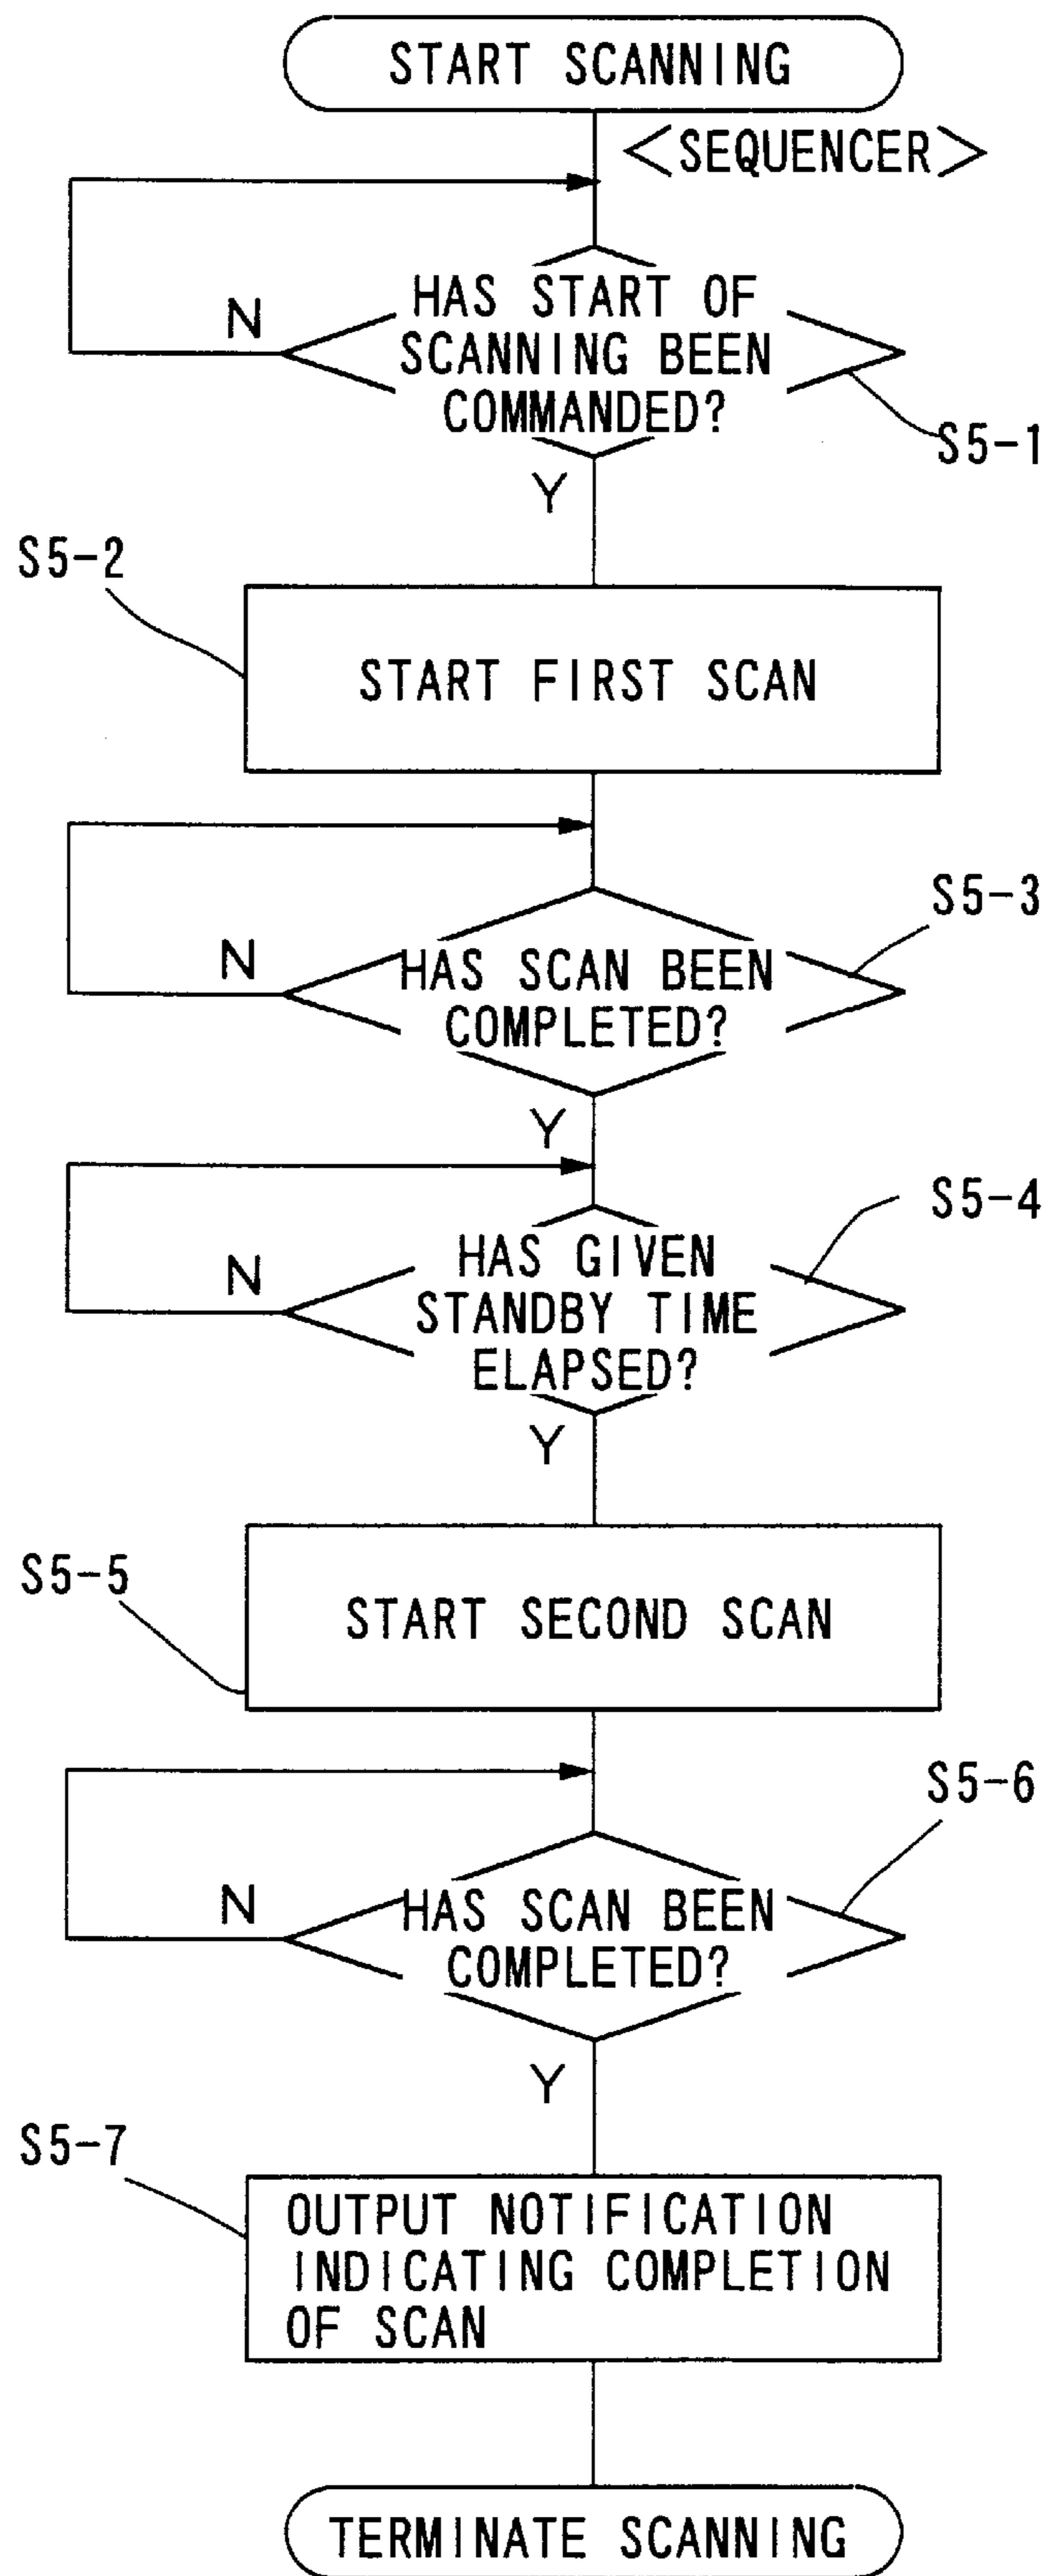 START SCANNING
<SEQUENCER>
HAS START OF
SCANNING BEEN
COMMANDED?
N
S5-1
Y
S5-2
START FIRST SCAN
S5-3
HAS SCAN BEEN
COMPLETED?
N
Y
S5-4
HAS GIVEN
STANDBY TIME
ELAPSED?
N
Y
S5-5
START SECOND SCAN
S5-6
HAS SCAN BEEN
COMPLETED?
N
Y
S5-7
OUTPUT NOTIFICATION
INDICATING COMPLETION
OF SCAN
TERMINATE SCANNING